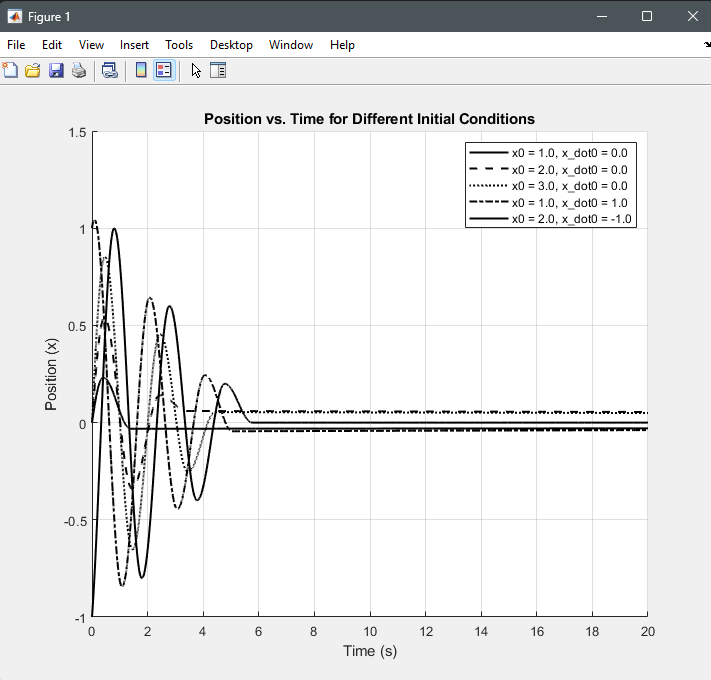 Figure 1
File Edit View Insert Tools Desktop Window Help
Position vs. Time for Different Initial Conditions
x0 = 1.0, x_dot0 = 0.0
x0 = 2.0, x_dot0 = 0.0
x0 = 3.0, x_dot0 = 0.0
x0 = 1.0, x_dot0 = 1.0
x0 = 2.0, x_dot0 = -1.0
1.5
1
0.5
0
-0.5
-1
Position (x)
0 2 4 6 8 10 12 14 16 18 20
Time (s)